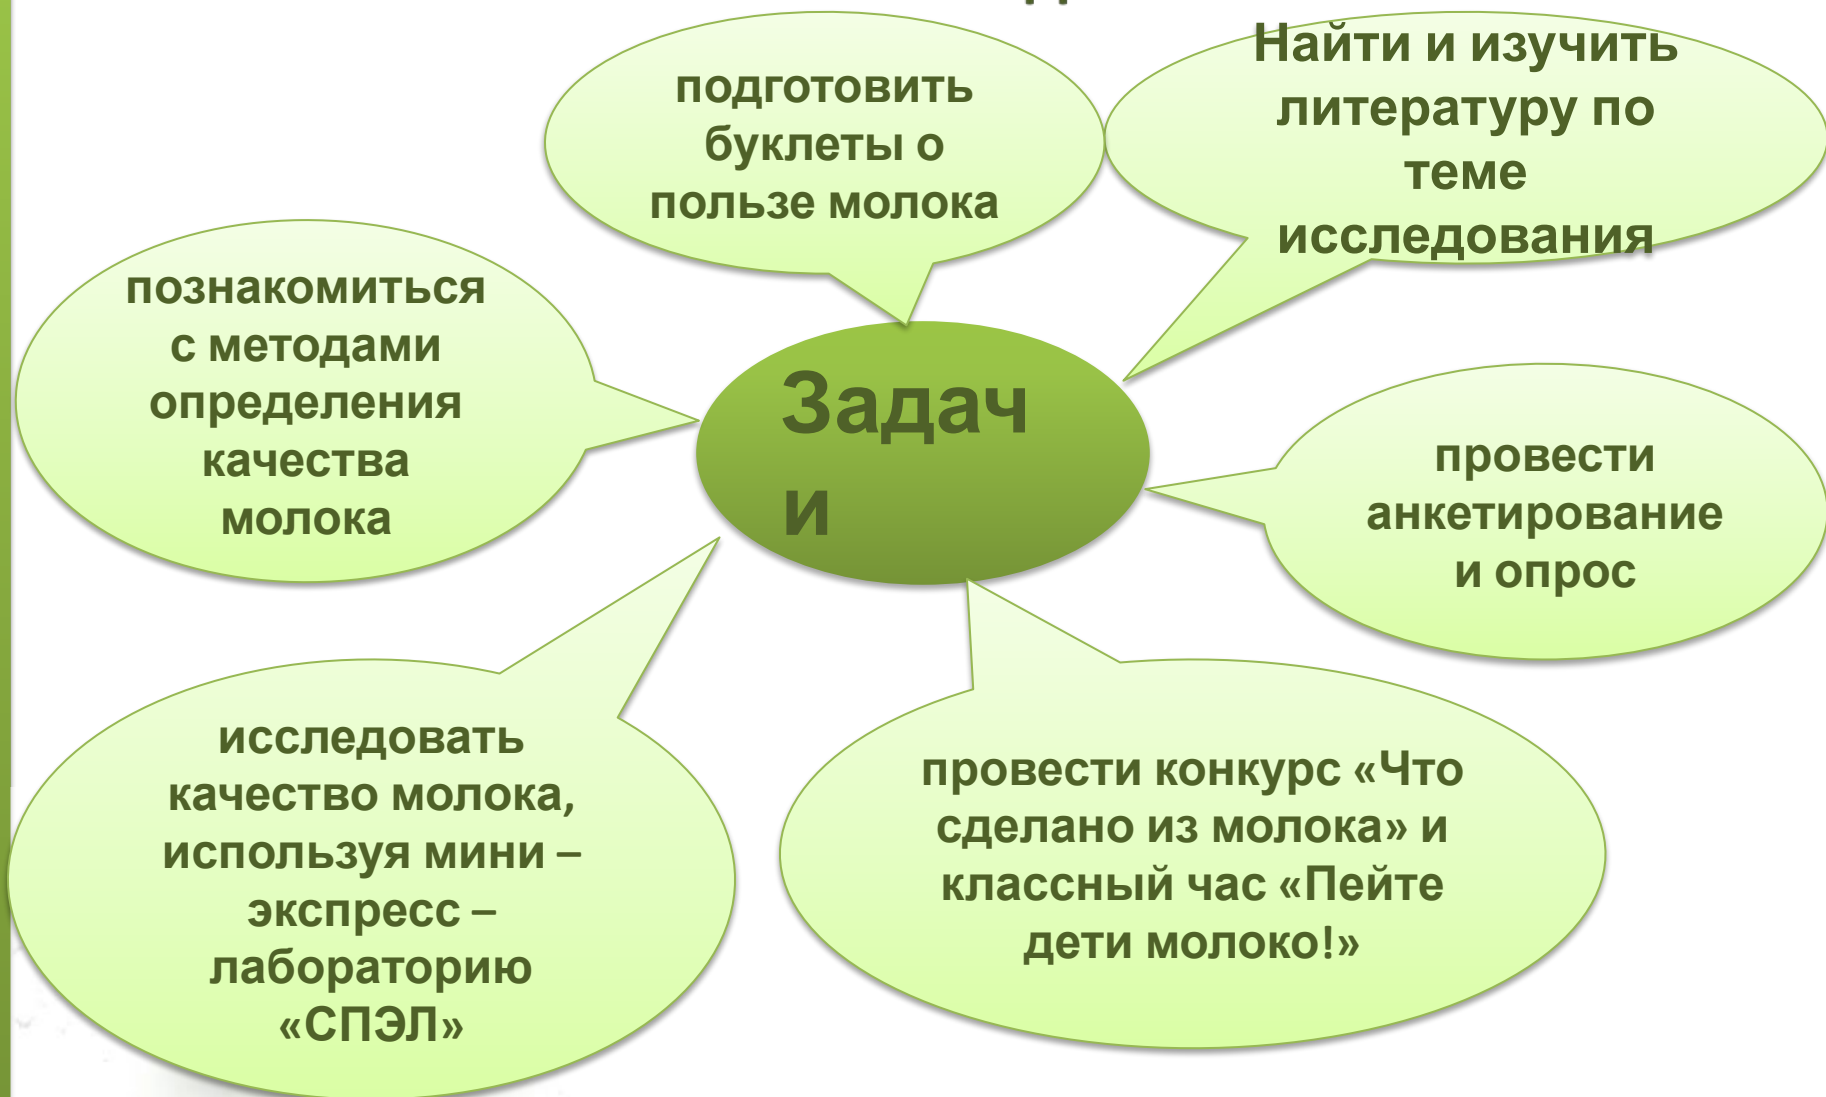 Найти и изучить
литературу по
теме
исследования
подготовить
буклеты о
пользе молока
познакомиться
с методами
определения
качества
молока
Задач
и
провести
анкетирование
и опрос
исследовать
качество молока,
используя мини –
экспресс –
лабораторию
«СПЭЛ»
провести конкурс «Что
сделано из молока» и
классный час «Пейте
дети молоко!»